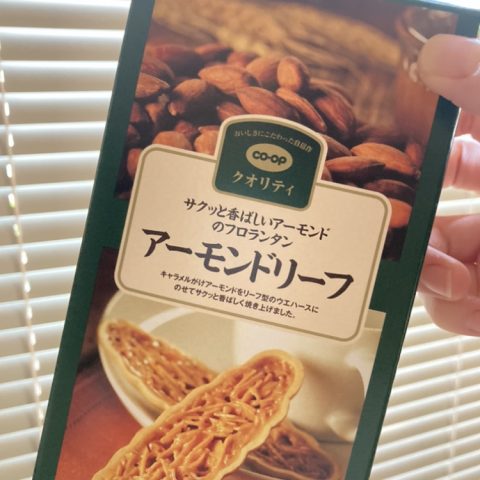 おいしさにこだわった自信作
CO·OP
クオリティ
サクッと香ばしいアーモンド
のフロランタン
アーモンドリーフ
キャラメルがけアーモンドをリーフ型のウエハースに
のせてサクッと香ばしく焼き上げました。